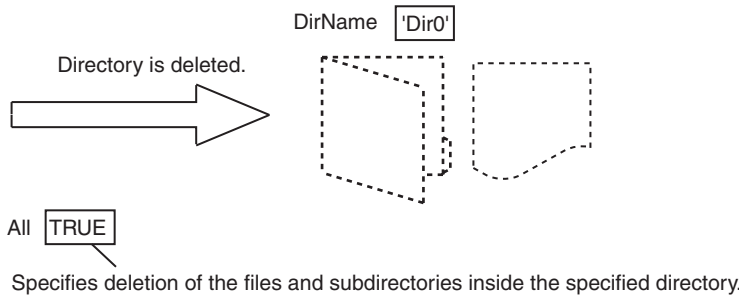 DirName 'Dir0'
Directory is deleted.
All TRUE
Specifies deletion of the files and subdirectories inside the specified directory.